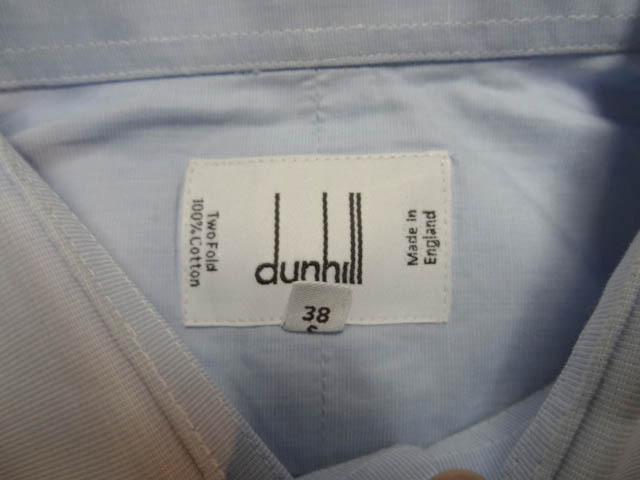 Two Fold
100% Cotton
dunhill
Made in
England
38